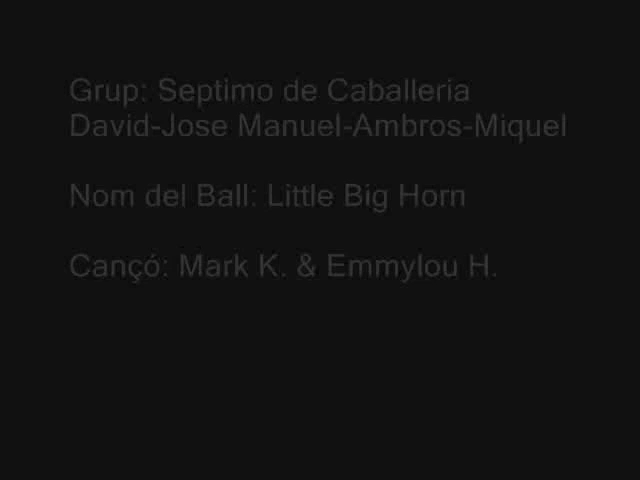 Grup: Septimo de Caballeria
David-Jose Manuel-Ambros-Miquel
Nom del Ball: Little Big Horn
Cançó: Mark K. & Emmylou H.